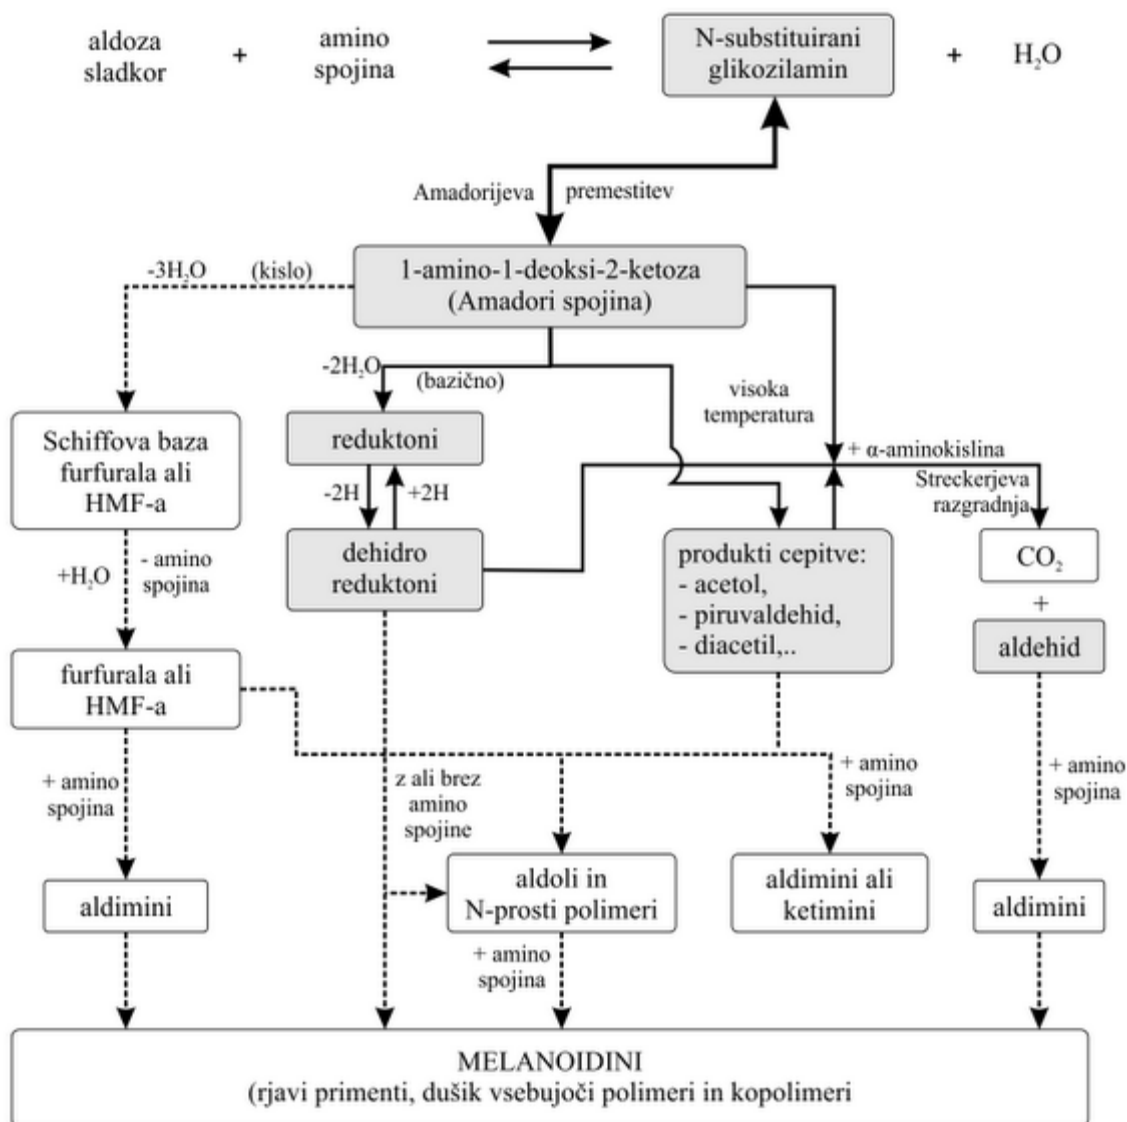 aldoza
sladkor
+
amino
spojina
N-substituirani
glikozilamin
+
H₂O
Amadorijeva premestitev
1-amino-1-deoksi-2-ketoza
(Amadori spojina)
-3H₂O (kislo)
-2H₂O
(bazično)
visoka
temperatura
Schiffova baza
furfurala ali
HMF-a
reduktoni
+ α-aminokislina
Streckerjeva
razgradnja
-2H
+2H
dehidro
reduktoni
produkti cepitve:
- acetol,
- piruvaldehid,
- diacetil,..
CO₂
+
aldehid
+H₂O
- amino
spojina
furfurala ali
HMF-a
+ amino
spojina
z ali brez
amino
spojine
+ amino
spojina
+ amino
spojina
aldimini
aldoli in
N-prosti polimeri
aldimini ali
ketimini
aldimini
+ amino
spojina
MELANOIDINI
(rjavi primenti, dušik vsebujoči polimeri in kopolimeri